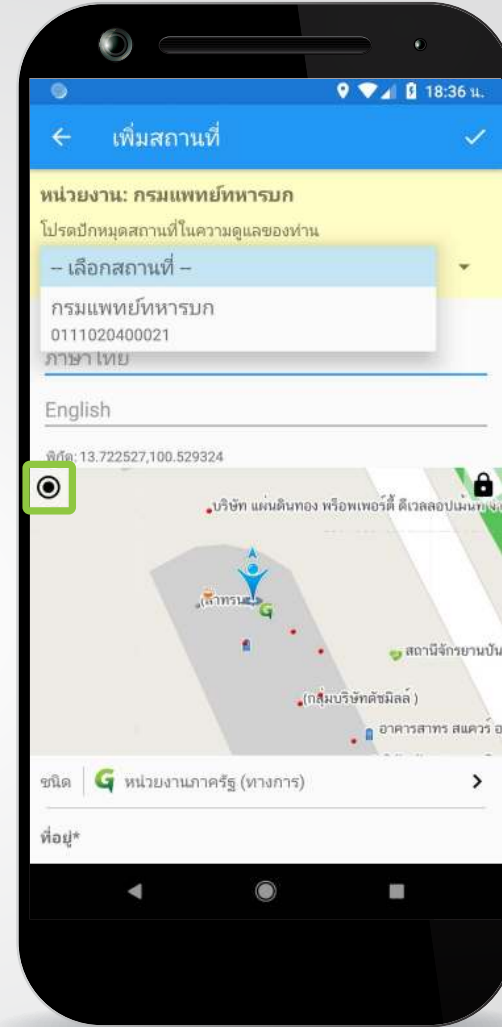 18:36 น.
เพิ่มสถานที่
หน่วยงาน: กรมแพทย์ทหารบก
โปรดปักหมุดสถานที่ในความดูแลของท่าน
-- เลือกสถานที่ --
กรมแพทย์ทหารบก
0111020400021
ภาษาไทย
English
พิกัด: 13.722527,100.529324
บริษัท แผ่นดินทอง พร็อพเพอร์ตี้ ดีเวลลอปเม้นท์
A
G
สถานีจักรยานปัน
(กลุ่มบริษัทดัชมิลล์ )
อาคารสาทร สแควร์ อ
ชนิด G หน่วยงานภาครัฐ (ทางการ)
ที่อยู่*